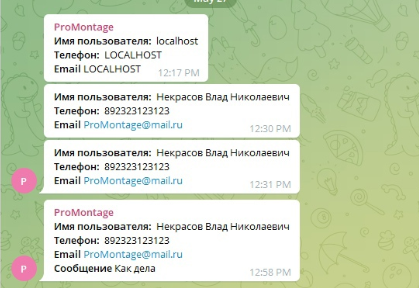 May 27
ProMontage
Имя пользователя: localhost
Телефон: LOCALHOST
Email LOCALHOST 12:17 PM
Имя пользователя: Некрасов Влад Николаевич
Телефон: 892323123123
Email ProMontage@mail.ru
12:30 PM
Имя пользователя: Некрасов Влад Николаевич
Телефон: 892323123123
P
Email ProMontage@mail.ru
12:31 PM
ProMontage
Имя пользователя: Некрасов Влад Николаевич
Телефон: 892323123123
Email ProMontage@mail.ru
P
Сообщение Как дела
12:58 PM